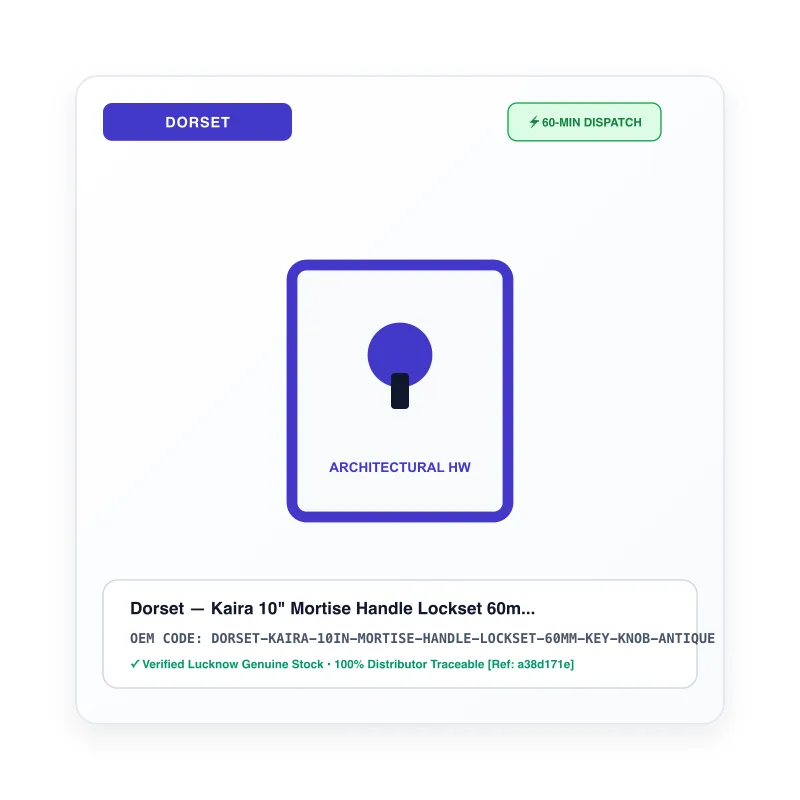 DORSET
⚡60-MIN DISPATCH
ARCHITECTURAL HW
Dorset — Kaira 10" Mortise Handle Lockset 60m...
OEM CODE: DORSET-KAIRA-10IN-MORTISE-HANDLE-LOCKSET-60MM-KEY-KNOB-ANTIQUE
✓ Verified Lucknow Genuine Stock · 100% Distributor Traceable [Ref: a38d171e]